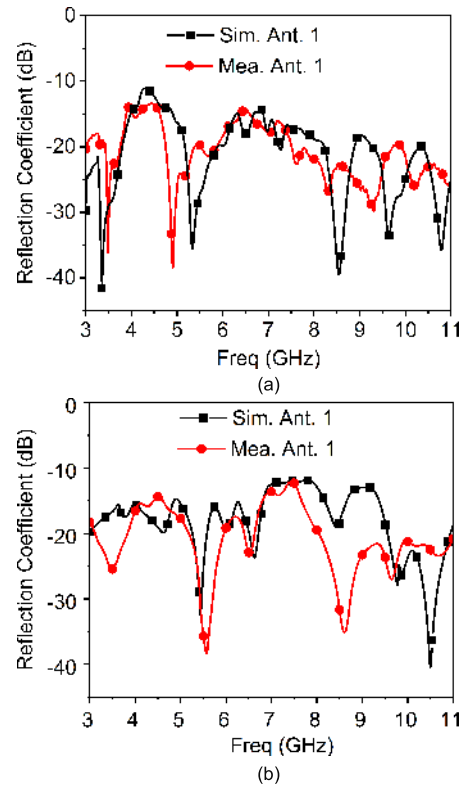 0
-10
-20
-30
-40
Reflection Coefficient (dB)
Sim. Ant. 1
Mea. Ant. 1
3 4 5 6 7 8 9 10 11
Freq (GHz)
(a)
0
-10
-20
-30
-40
Reflection Coefficient (dB)
Sim. Ant. 1
Mea. Ant. 1
3 4 5 6 7 8 9 10 11
Freq (GHz)
(b)